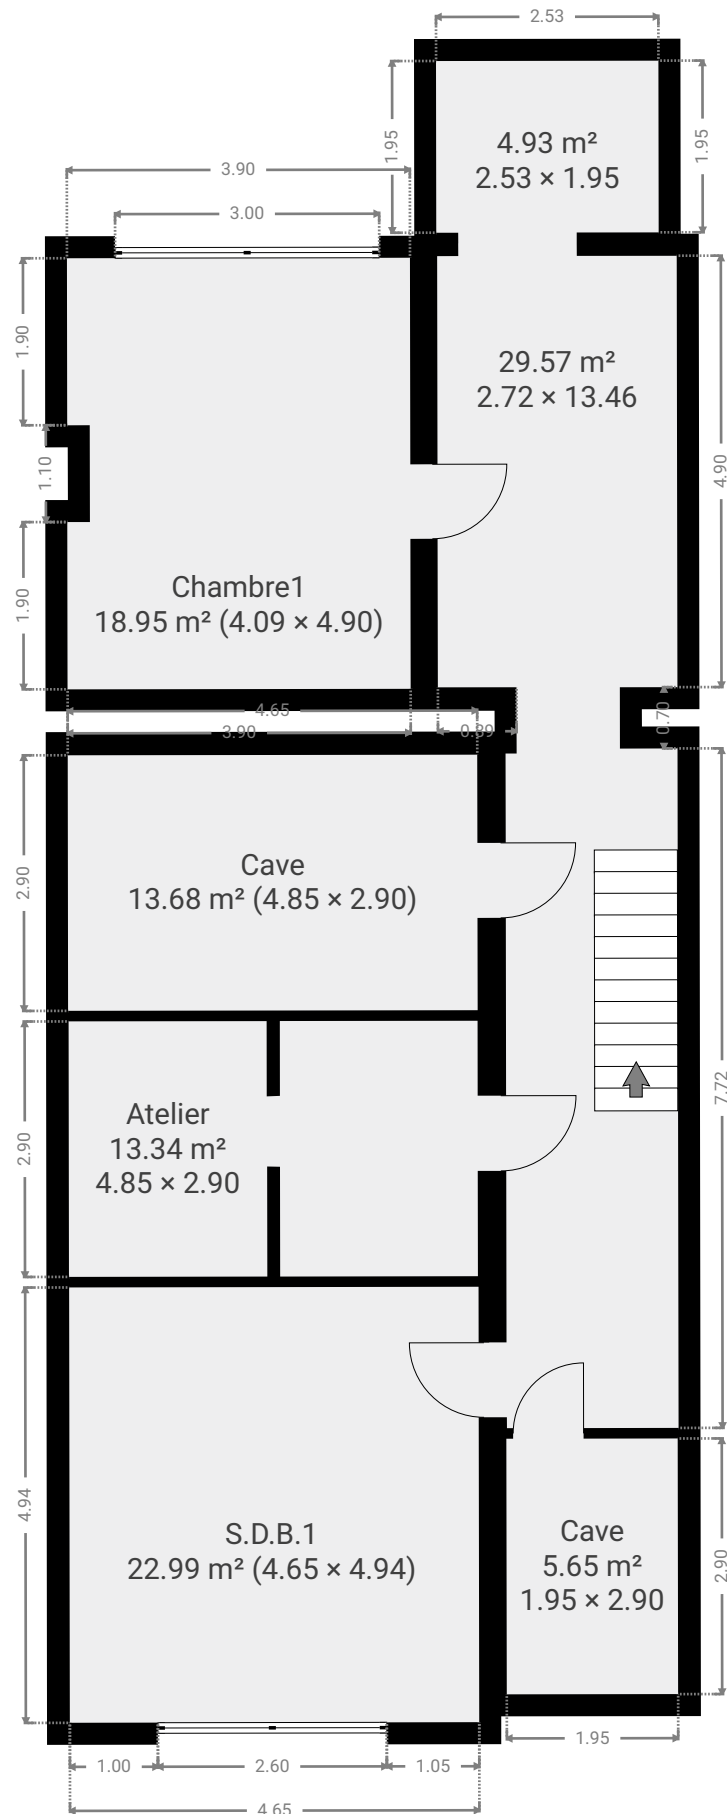 2.53
1.95
1.95
4.93 m²
2.53 × 1.95
3.90
3.00
1.90
29.57 m²
2.72 × 13.46
4.90
1.10
1.90
Chambre1
18.95 m² (4.09 × 4.90)
4.65
0.70
3.90
0.89
Cave
13.68 m² (4.85 × 2.90)
2.90
7.72
Atelier
13.34 m²
4.85 × 2.90
2.90
4.94
S.D.B.1
22.99 m² (4.65 × 4.94)
Cave
5.65 m²
1.95 × 2.90
2.90
1.95
1.00
2.60
1.05
4.65